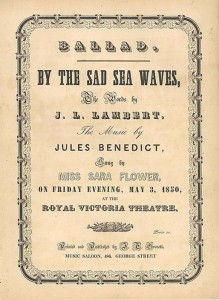 BALLAD.
BY THE SAD SEA WAVES,
The Words by
J. L. LAMBERT,
The Music by
JULES BENEDICT,
Sung by
MISS SARA FLOWER,
ON FRIDAY EVENING, MAY 3, 1850,
AT THE
ROYAL VICTORIA THEATRE,
Printed and Published by
MUSIC SALOON, GEORGE STREET